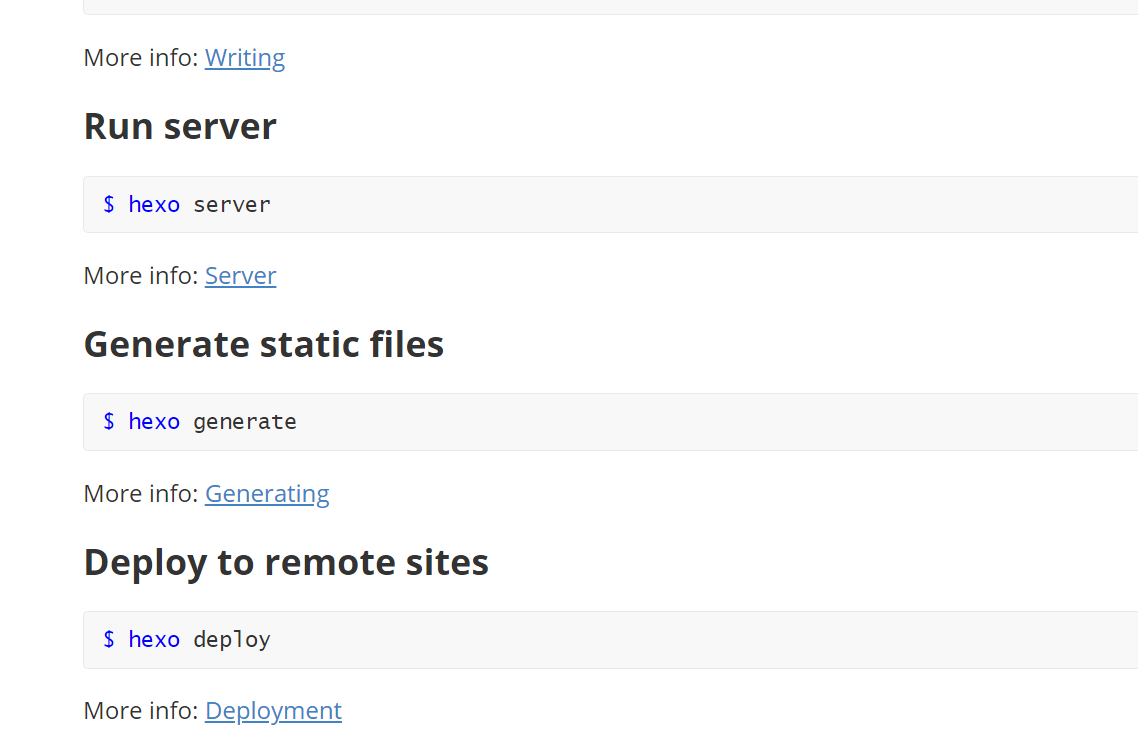 More info: Writing
Run server
$ hexo server
More info: Server
Generate static files
$ hexo generate
More info: Generating
Deploy to remote sites
$ hexo deploy
More info: Deployment